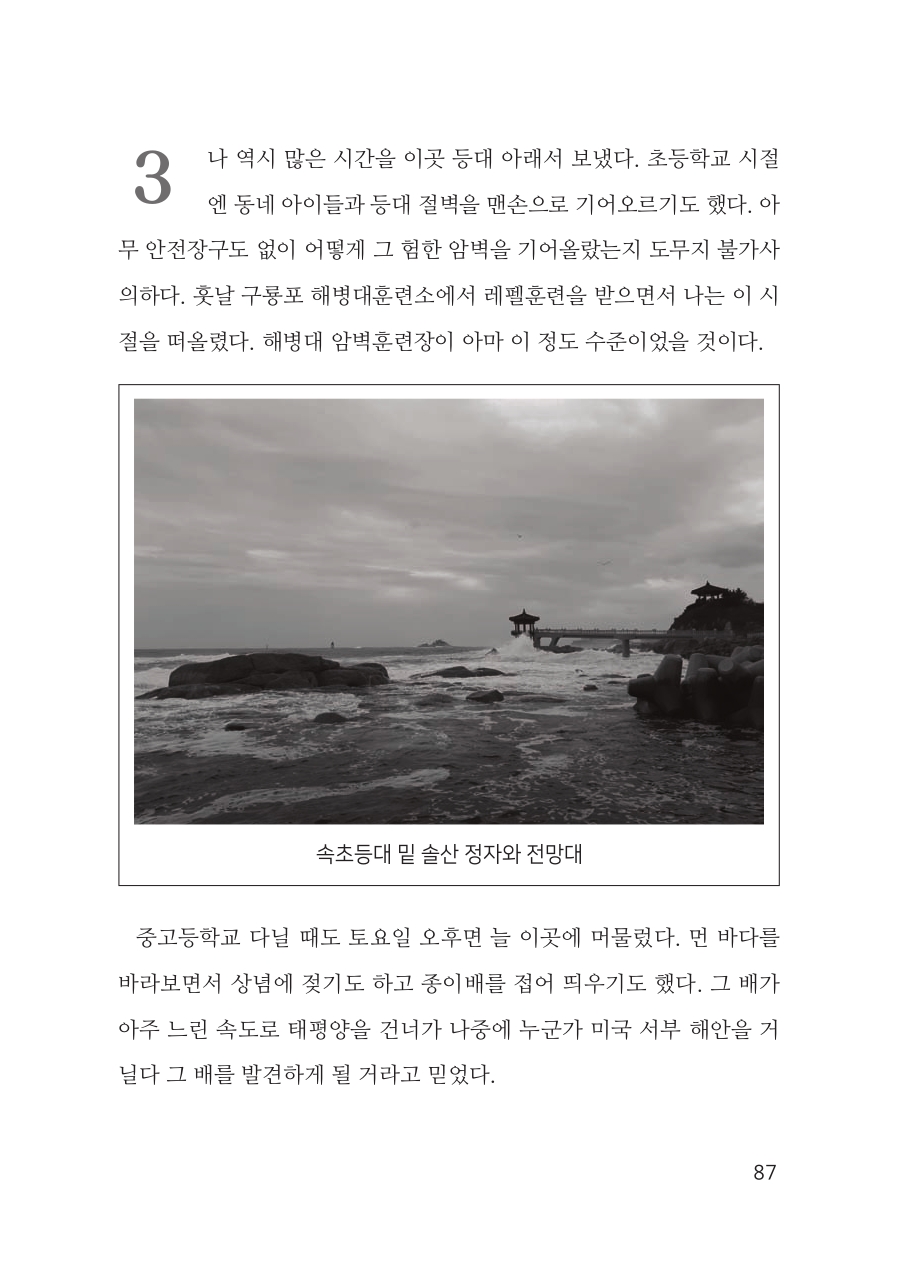 3
나 역시 많은 시간을 이곳 등대 아래서 보냈다. 초등학교 시절
엔 동네 아이들과 등대 절벽을 맨손으로 기어오르기도 했다. 아
무 안전장구도 없이 어떻게 그 험한 암벽을 기어올랐는지 도무지 불가사
의하다. 훗날 구룡포 해병대훈련소에서 레펠훈련을 받으면서 나는 이 시
절을 떠올렸다. 해병대 암벽훈련장이 아마 이 정도 수준이었을 것이다.
속초등대 밑 솔산 정자와 전망대
중고등학교 다닐 때도 토요일 오후면 늘 이곳에 머물렀다. 먼 바다를
바라보면서 상념에 젖기도 하고 종이배를 접어 띄우기도 했다. 그 배가
아주 느린 속도로 태평양을 건너가 나중에 누군가 미국 서부 해안을 거
닐다 그 배를 발견하게 될 거라고 믿었다.
87